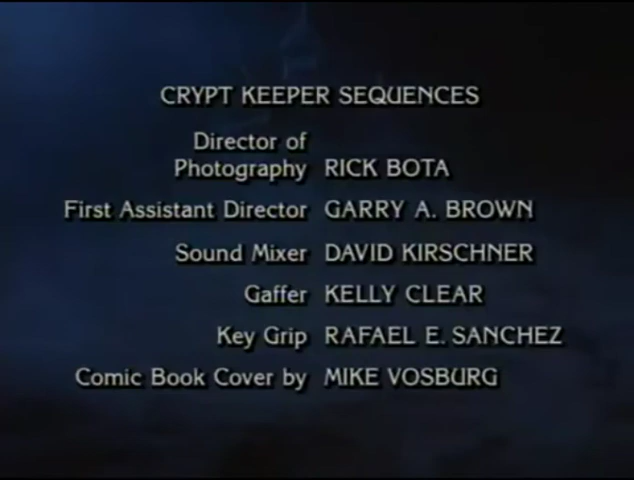 CRYPT KEEPER SEQUENCES
Director of
Photography RICK BOTA
First Assistant Director GARRY A. BROWN
Sound Mixer DAVID KIRSCHNER
Gaffer KELLY CLEAR
Key Grip RAFAEL E. SANCHEZ
Comic Book Cover by MIKE VOSBURG